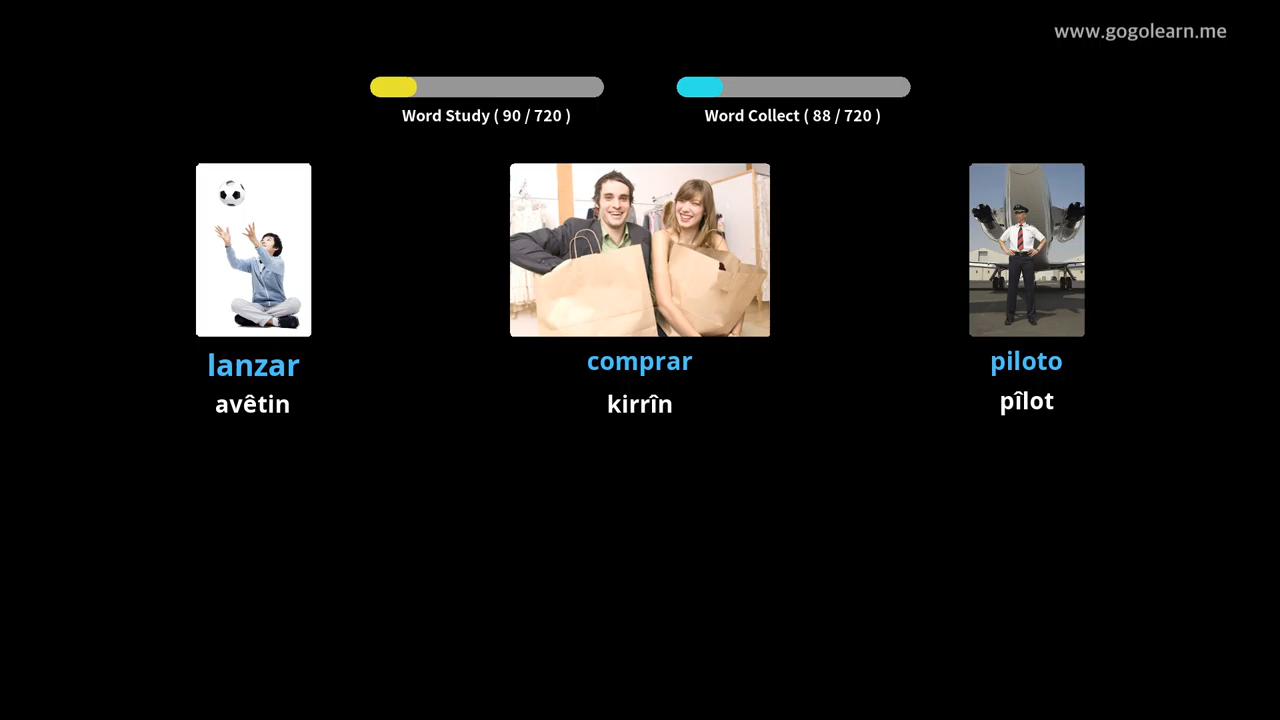 www.gogolearn.me
Word Study ( 90 / 720 )
Word Collect ( 88 / 720 )
lanzar
avêtin
comprar
kirrîn
piloto
pîlot